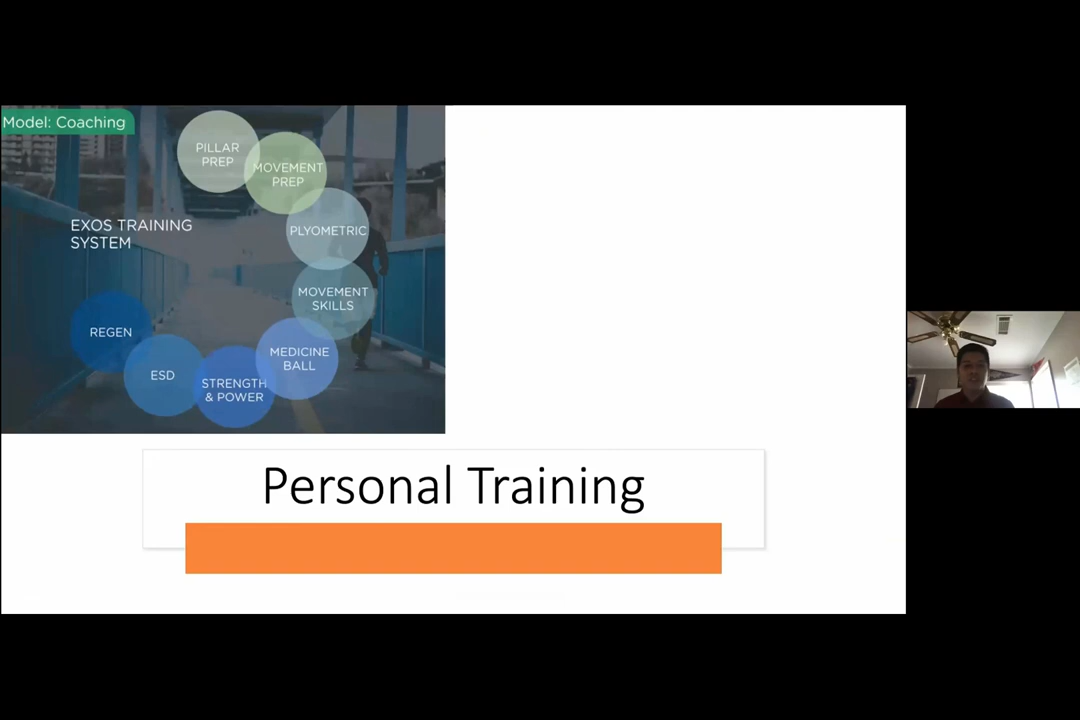 Model: Coaching
PILLAR
PREP
MOVEMENT
PREP
EXOS TRAINING
SYSTEM
PLYOMETRIC
MOVEMENT
SKILLS
MEDICINE
BALL
STRENGTH
& POWER
ESD
REGEN
Personal Training